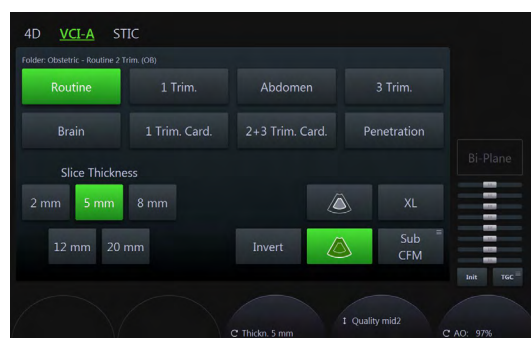 4D VCI-A STIC
Folder: Obstetric - Routine 2 Trim. (OB)
Routine 1 Trim. Abdomen 3 Trim.
Brain 1 Trim. Card. 2+3 Trim. Card. Penetration
Bi-Plane
Slice Thickness
2 mm 5 mm 8 mm XL
12 mm 20 mm Invert Sub
CFM
Init TGC
Thickn. 5 mm
Quality mid2
AO: 97%